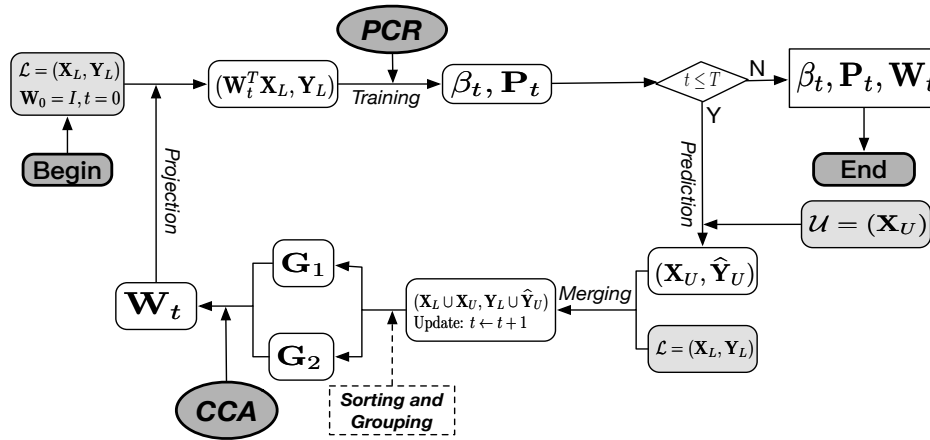 PCR
𝓛 = (𝐗_L, 𝐘_L)
𝐖_0 = I, t = 0
(𝐖_t^T 𝐗_L, 𝐘_L)
Training
β_t, 𝐏_t
t ≤ T
N
Y
β_t, 𝐏_t, 𝐖_t
Begin
End
Projection
Prediction
𝒰 = (𝐗_U)
(𝐗_U, 𝐘̂_U)
Merging
𝓛 = (𝐗_L, 𝐘_L)
(𝐗_L ∪ 𝐗_U, 𝐘_L ∪ 𝐘̂_U)
Update: t ← t + 1
𝐆_1
𝐆_2
𝐖_t
CCA
Sorting and
Grouping